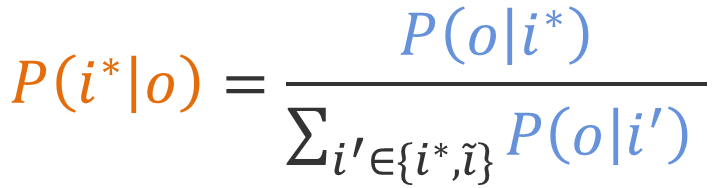 P(i*|o) = P(o|i*)
∑i′∈{i*,ĩ} P(o|i′)